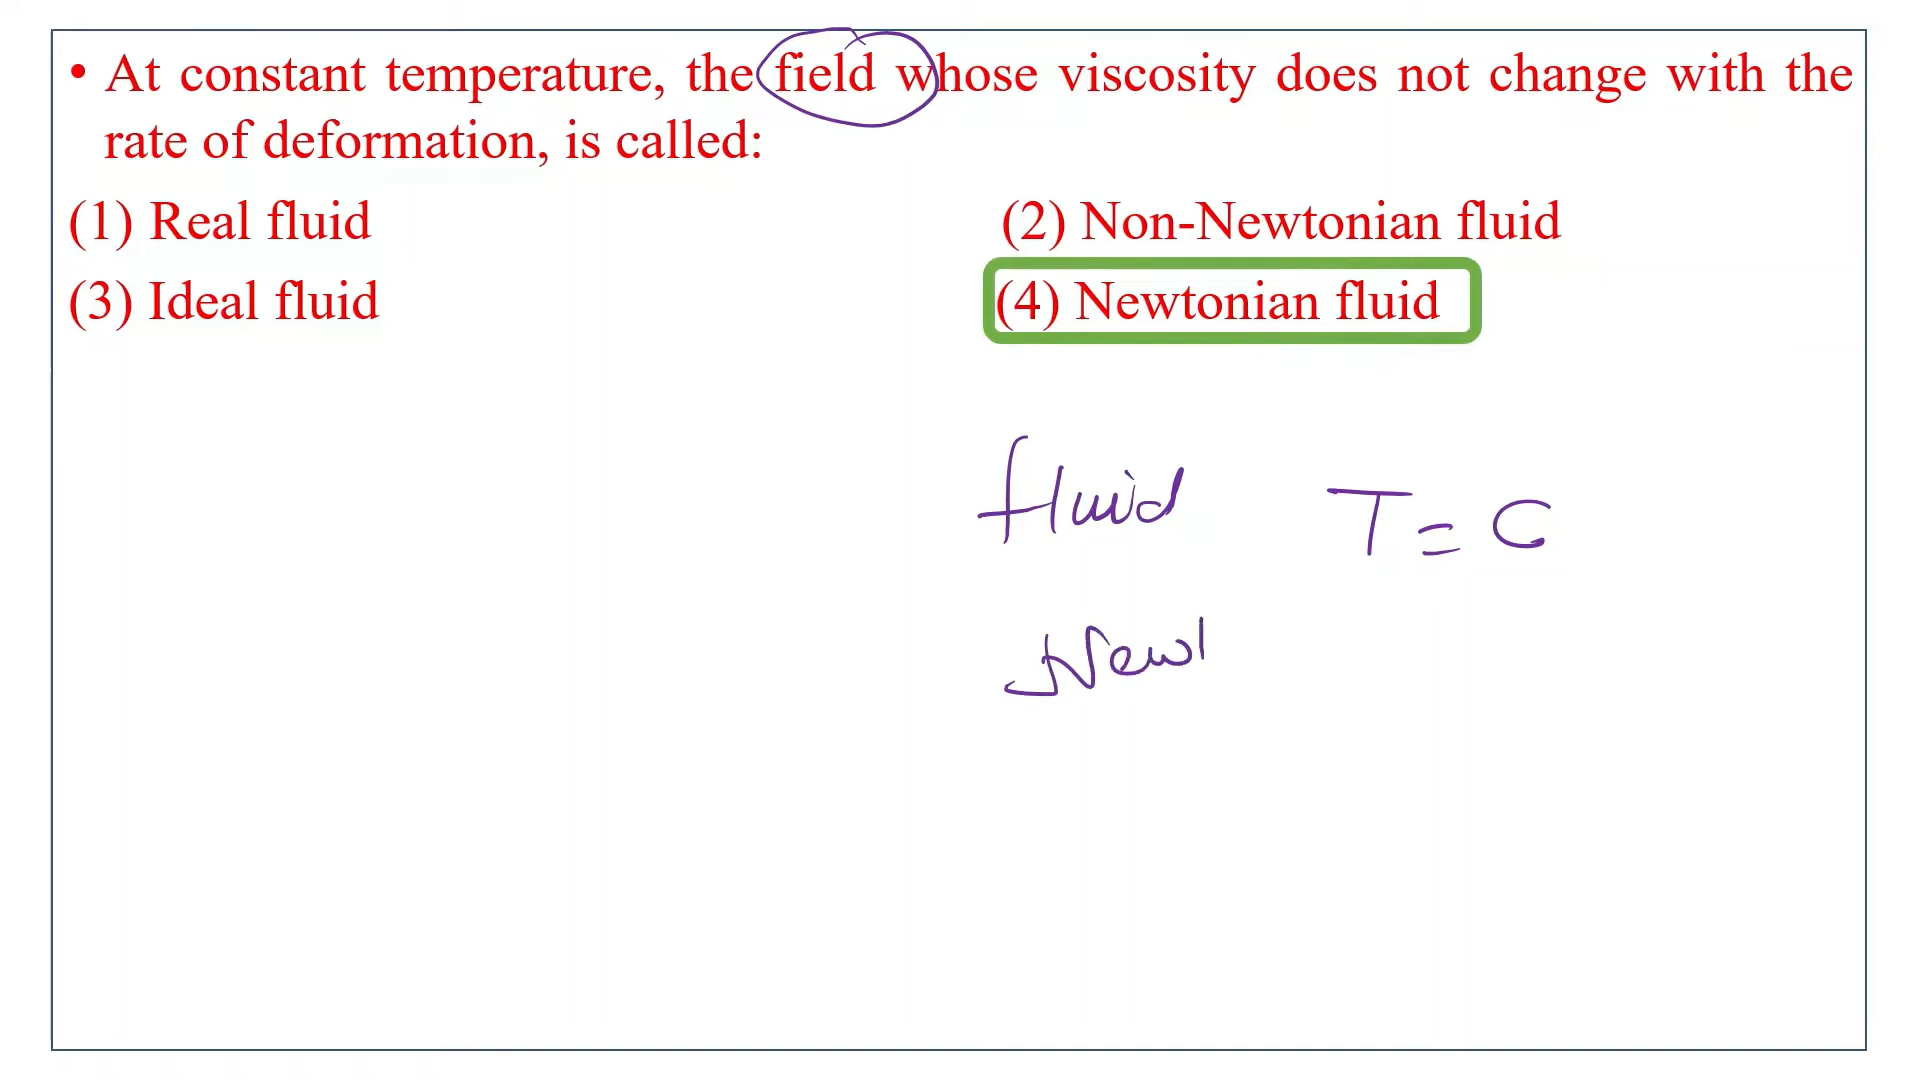 • At constant temperature, the field whose viscosity does not change with the
rate of deformation, is called:
(1) Real fluid (2) Non-Newtonian fluid
(3) Ideal fluid (4) Newtonian fluid
fluid T = C
Newt